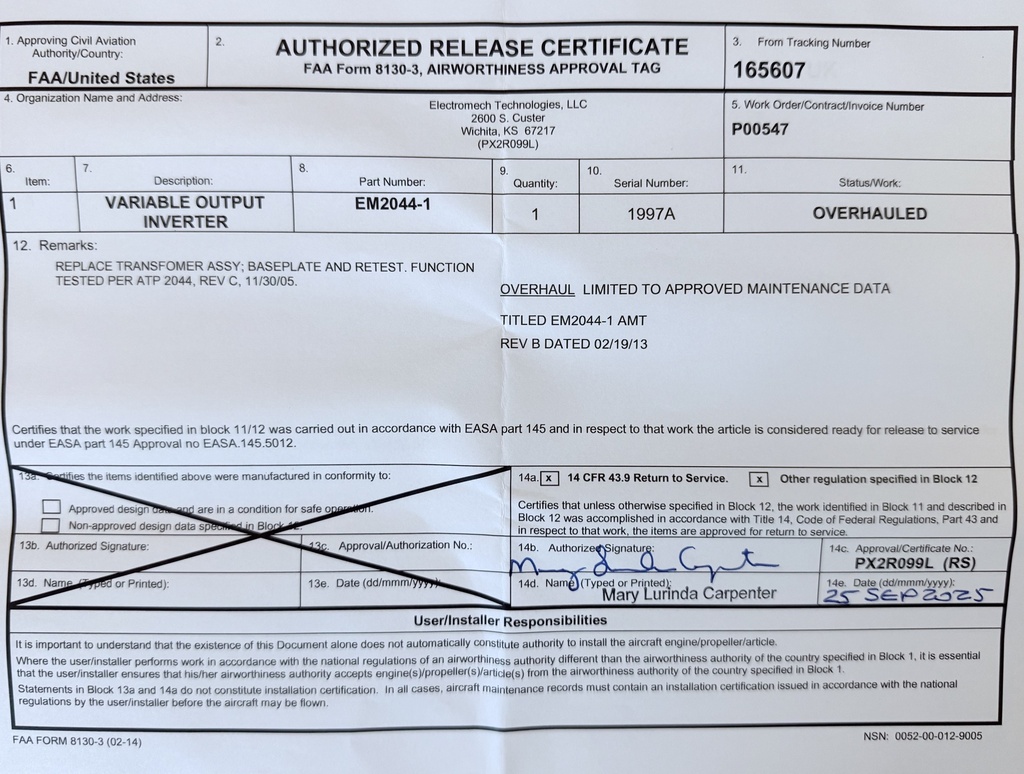 1. Approving Civil Aviation
Authority/Country:
FAA/United States
2.
AUTHORIZED RELEASE CERTIFICATE
FAA Form 8130-3, AIRWORTHINESS APPROVAL TAG
3. From Tracking Number
165607
4. Organization Name and Address:
Electromech Technologies, LLC
2600 S. Custer
Wichita, KS 67217
(PX2R099L)
5. Work Order/Contract/Invoice Number
P00547
6.
Item:
7.
Description:
8.
Part Number:
9.
Quantity:
10.
Serial Number:
11.
Status/Work:
1
VARIABLE OUTPUT
INVERTER
EM2044-1
1
1997A
OVERHAULED
12. Remarks:
REPLACE TRANSFOMER ASSY; BASEPLATE AND RETEST. FUNCTION
TESTED PER ATP 2044, REV C, 11/30/05.
OVERHAUL LIMITED TO APPROVED MAINTENANCE DATA
TITLED EM2044-1 AMT
REV B DATED 02/19/13
Certifies that the work specified in block 11/12 was carried out in accordance with EASA part 145 and in respect to that work the article is considered ready for release to service
under EASA part 145 Approval no EASA.145.5012.
13a. Certifies the items identified above were manufactured in conformity to:
Approved design data and are in a condition for safe operation.
Non-approved design data specified in Block 12.
13b. Authorized Signature:
13c. Approval/Authorization No.:
13d. Name (Typed or Printed):
13e. Date (dd/mmm/yyyy):
14a. x 14 CFR 43.9 Return to Service. x Other regulation specified in Block 12
Certifies that unless otherwise specified in Block 12, the work identified in Block 11 and described in
Block 12 was accomplished in accordance with Title 14, Code of Federal Regulations, Part 43 and
in respect to that work, the items are approved for return to service.
14b. Authorized Signature:
14c. Approval/Certificate No.:
PX2R099L (RS)
14d. Name (Typed or Printed):
Mary Lurinda Carpenter
14e. Date (dd/mmm/yyyy):
25 SEP 2025
User/Installer Responsibilities
It is important to understand that the existence of this Document alone does not automatically constitute authority to install the aircraft engine/propeller/article.
Where the user/installer performs work in accordance with the national regulations of an airworthiness authority different than the airworthiness authority of the country specified in Block 1, it is essential
that the user/installer ensures that his/her airworthiness authority accepts engine(s)/propeller(s)/article(s) from the airworthiness authority of the country specified in Block 1.
Statements in Block 13a and 14a do not constitute installation certification. In all cases, aircraft maintenance records must contain an installation certification issued in accordance with the national
regulations by the user/installer before the aircraft may be flown.
FAA FORM 8130-3 (02-14)
NSN: 0052-00-012-9005